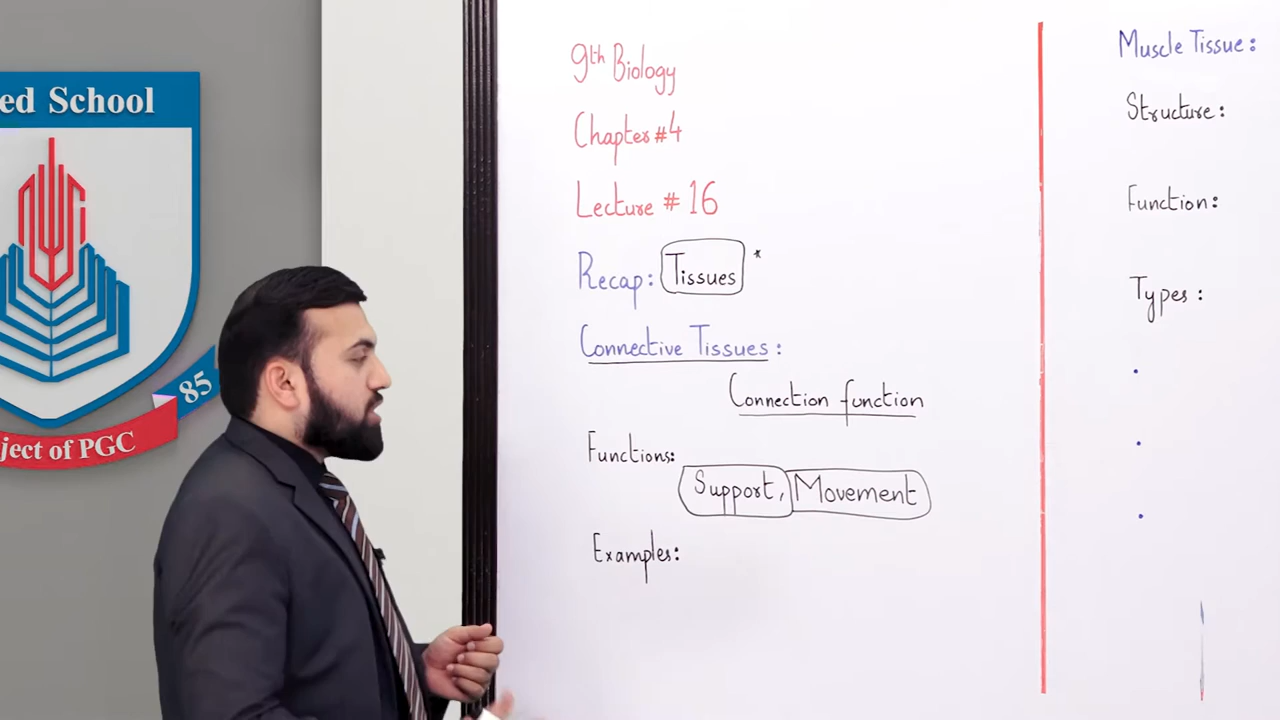 ed School
85
ject of PGC
9th Biology
Chapter #4
Lecture # 16
Recap: Tissues *
Connective Tissues:
Connection function
Functions:
Support, Movement
Examples:
Muscle Tissue:
Structure:
Function:
Types: